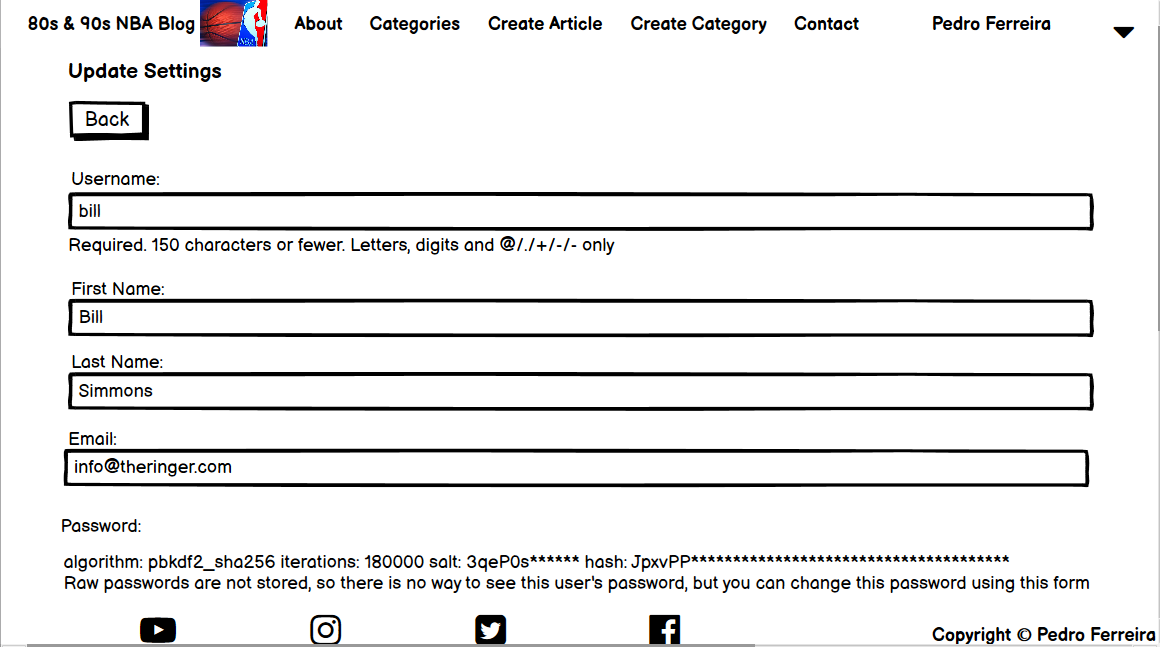 80s & 90s NBA Blog About Categories Create Article Create Category Contact Pedro Ferreira
NBA
Update Settings
Back
Username:
bill
Required. 150 characters or fewer. Letters, digits and @/./+/-/- only
First Name:
Bill
Last Name:
Simmons
Email:
info@theringer.com
Password:
algorithm: pbkdf2_sha256 iterations: 180000 salt: 3qeP0s****** hash: JpxvPP**************************************
Raw passwords are not stored, so there is no way to see this user's password, but you can change this password using this form
Copyright © Pedro Ferreira